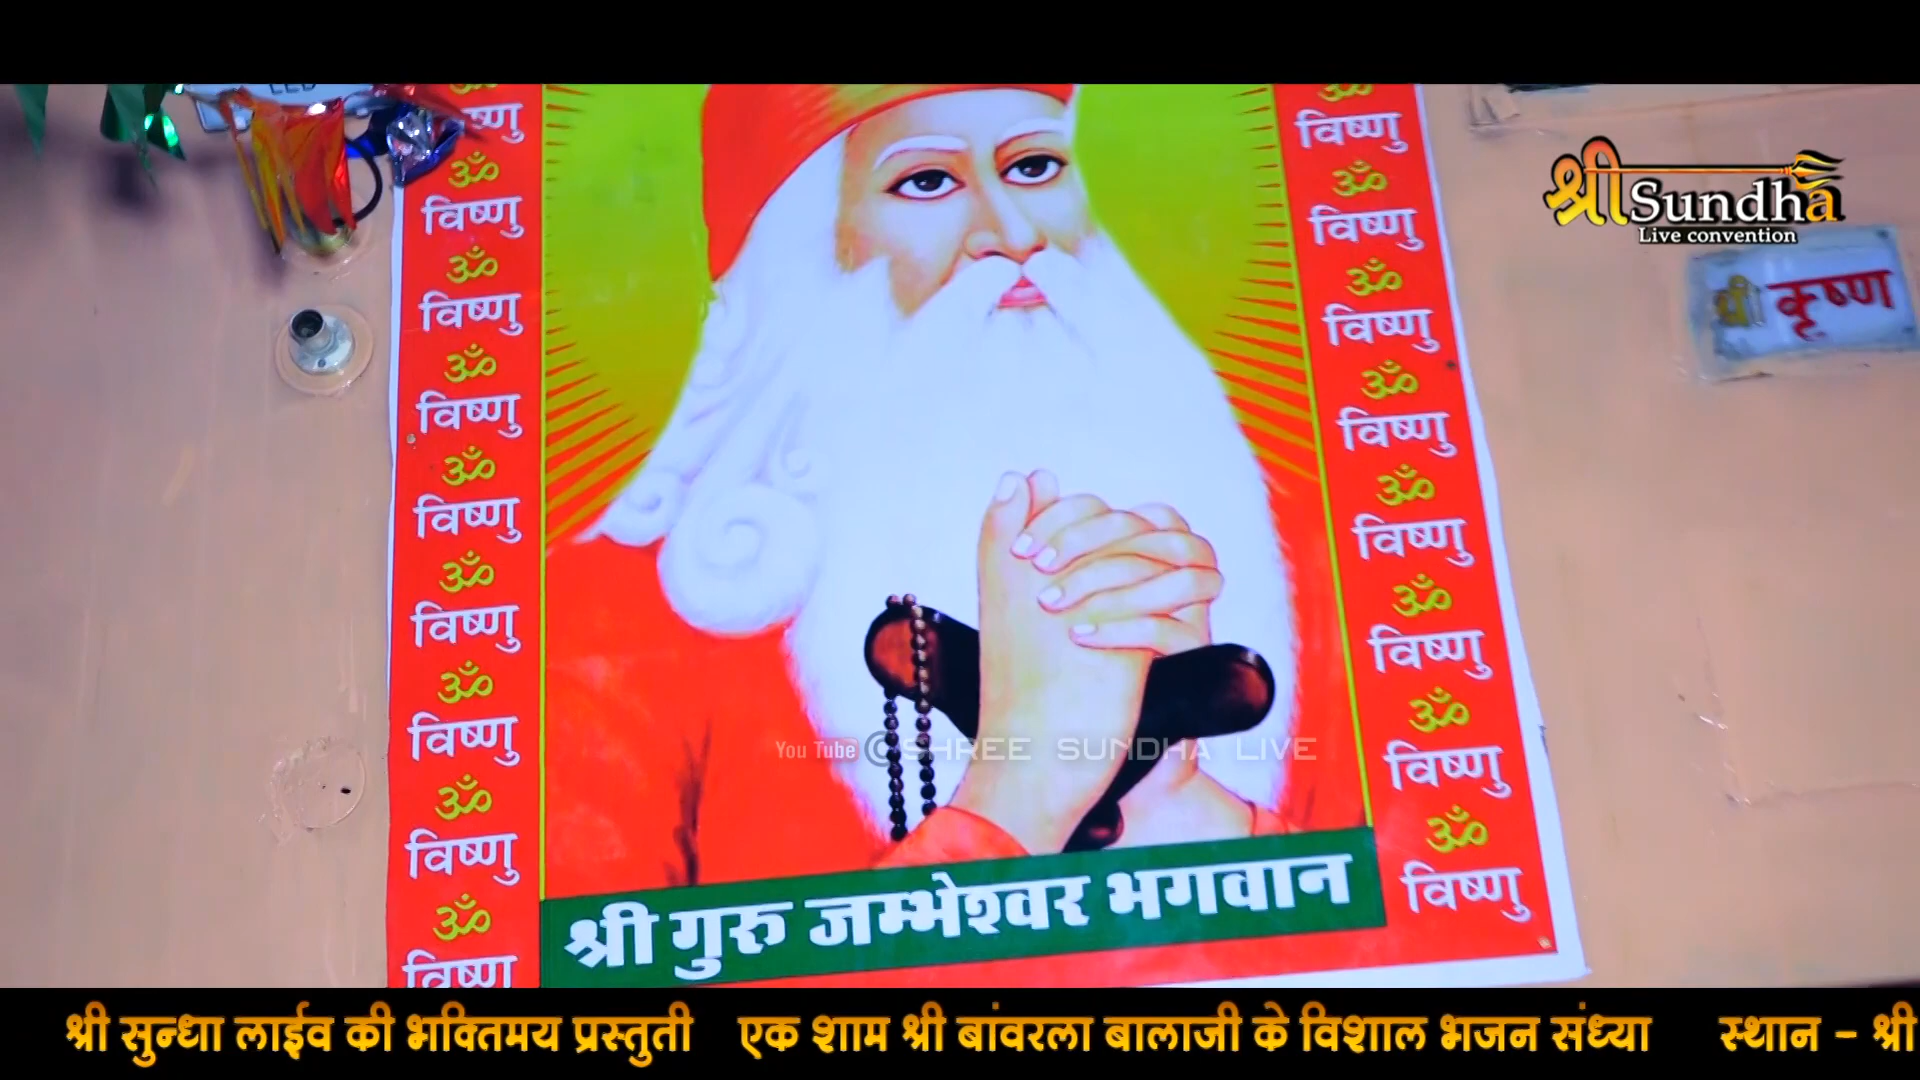 विष्णु
ॐ
विष्णु
ॐ
विष्णु
ॐ
विष्णु
ॐ
विष्णु
ॐ
विष्णु
ॐ
विष्णु
ॐ
विष्णु
ॐ
विष्णु
ॐ
विष्णु
ॐ
विष्णु
ॐ
विष्णु
ॐ
विष्णु
ॐ
विष्णु
ॐ
विष्णु
ॐ
विष्णु
ॐ
विष्णु
श्री Sundha
Live convention
श्री कृष्ण
You Tube @SHREE SUNDHA LIVE
श्री गुरु जम्भेश्वर भगवान
श्री सुन्धा लाईव की भक्तिमय प्रस्तुती एक शाम श्री बांवरला बालाजी के विशाल भजन संध्या स्थान - श्री